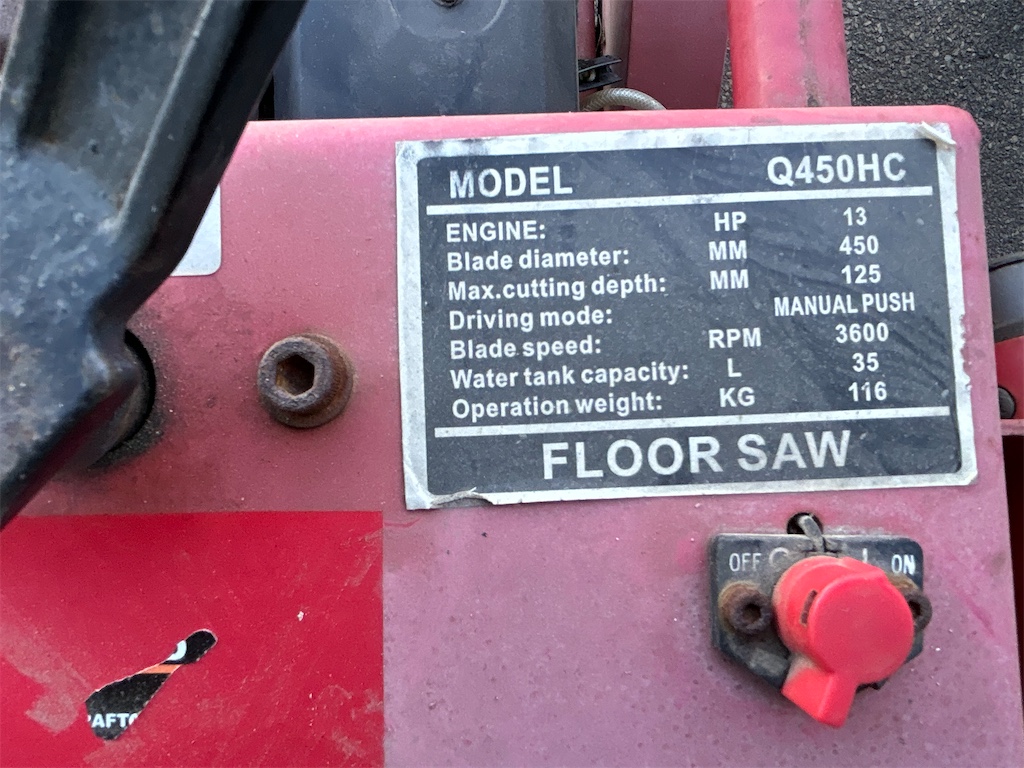 MODEL Q450HC
ENGINE: HP 13
Blade diameter: MM 450
Max.cutting depth: MM 125
Driving mode: MANUAL PUSH
Blade speed: RPM 3600
Water tank capacity: L 35
Operation weight: KG 116
FLOOR SAW
OFF ON